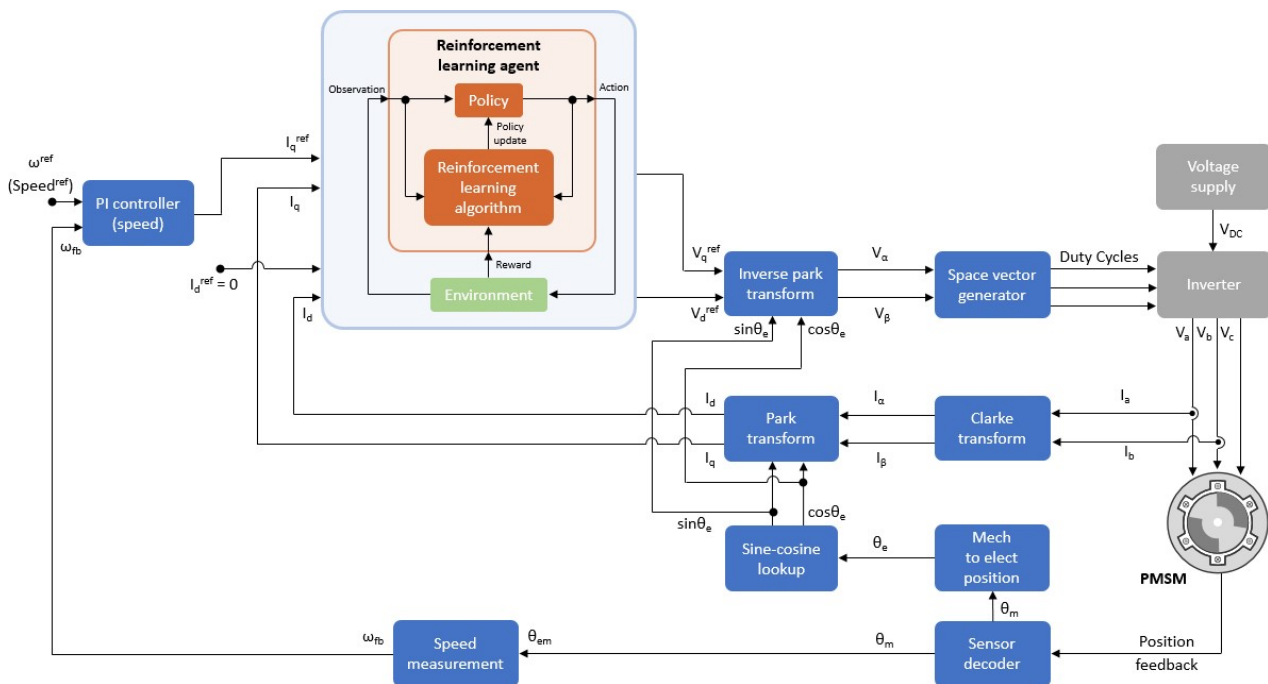 Reinforcement
learning agent
Observation
Policy
Action
Policy
update
Reinforcement
learning
algorithm
Reward
Environment
I_q^ref
ω^ref
(Speed^ref)
PI controller
(speed)
ω_fb
I_q
I_d^ref = 0
I_d
V_q^ref
V_d^ref
Inverse park
transform
sinθ_e
cosθ_e
V_α
V_β
Space vector
generator
Duty Cycles
Voltage
supply
V_DC
Inverter
V_a
V_b
V_c
I_d
I_q
Park
transform
I_α
I_β
Clarke
transform
I_a
I_b
sinθ_e
cosθ_e
Sine-cosine
lookup
θ_e
Mech
to elect
position
PMSM
θ_m
ω_fb
Speed
measurement
θ_em
θ_m
Sensor
decoder
Position
feedback